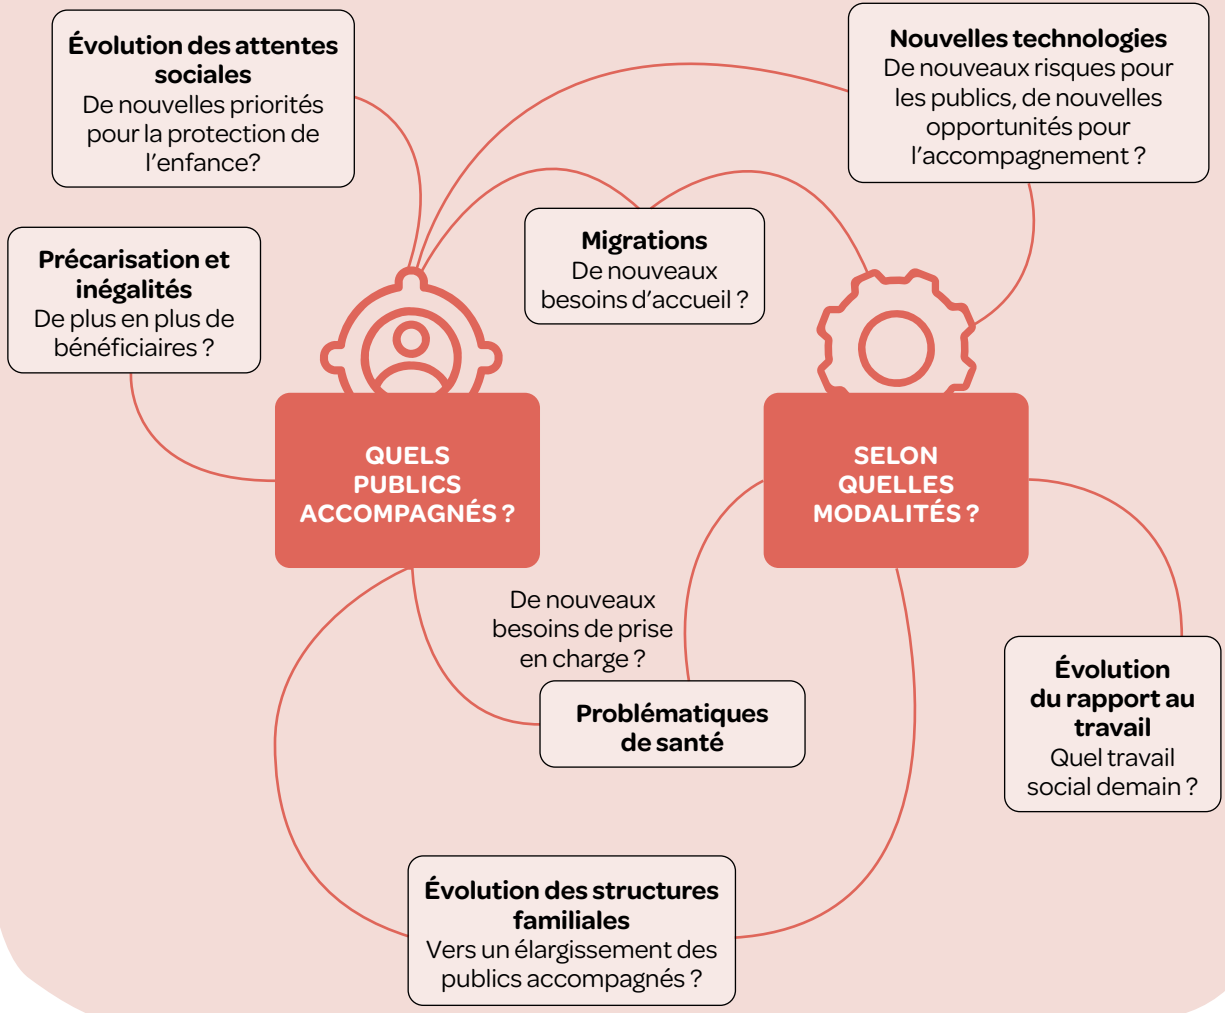 Évolution des attentes
sociales
De nouvelles priorités
pour la protection de
l'enfance?
Nouvelles technologies
De nouveaux risques pour
les publics, de nouvelles
opportunités pour
l'accompagnement ?
Migrations
De nouveaux
besoins d'accueil ?
Précarisation et
inégalités
De plus en plus de
bénéficiaires ?
QUELS
PUBLICS
ACCOMPAGNÉS ?
SELON
QUELLES
MODALITÉS ?
De nouveaux
besoins de prise
en charge ?
Problématiques
de santé
Évolution
du rapport au
travail
Quel travail
social demain ?
Évolution des structures
familiales
Vers un élargissement des
publics accompagnés ?